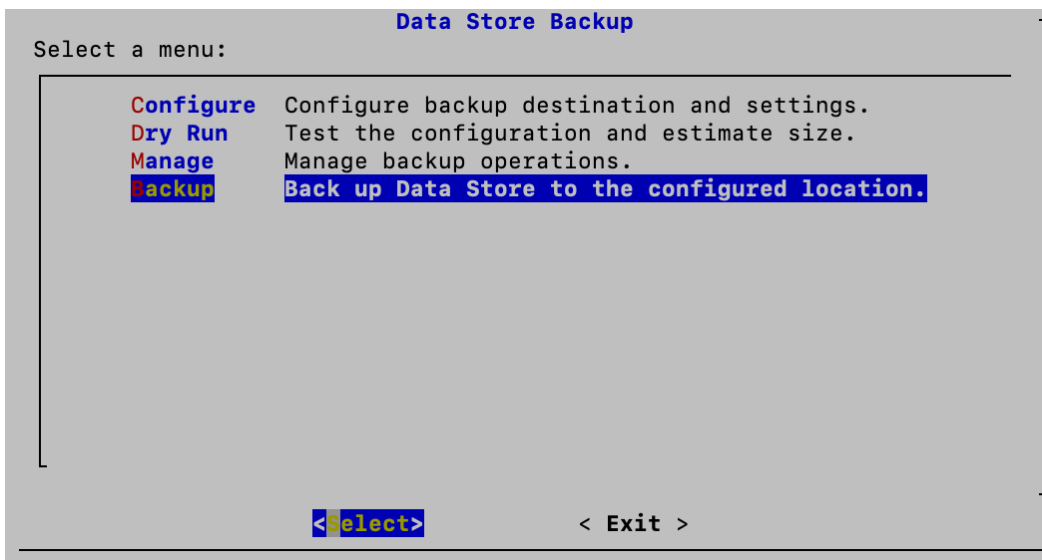 Data Store Backup
Select a menu:
Configure Configure backup destination and settings.
Dry Run Test the configuration and estimate size.
Manage Manage backup operations.
Backup Back up Data Store to the configured location.
<Select> < Exit >